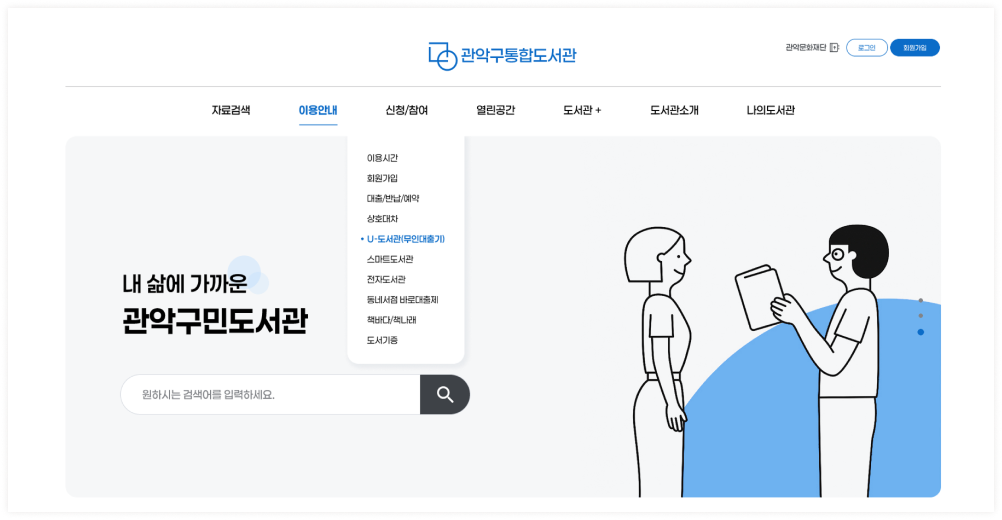 관악구통합도서관
관악문화재단
로그인
회원가입
자료검색
이용안내
신청/참여
열린공간
도서관 +
도서관소개
나의도서관
이용시간
회원가입
대출/반납/예약
상호대차
U-도서관(무인대출기)
스마트도서관
전자도서관
동네서점 바로대출제
책바다/책나래
도서기증
내 삶에 가까운
관악구민도서관
원하시는 검색어를 입력하세요.